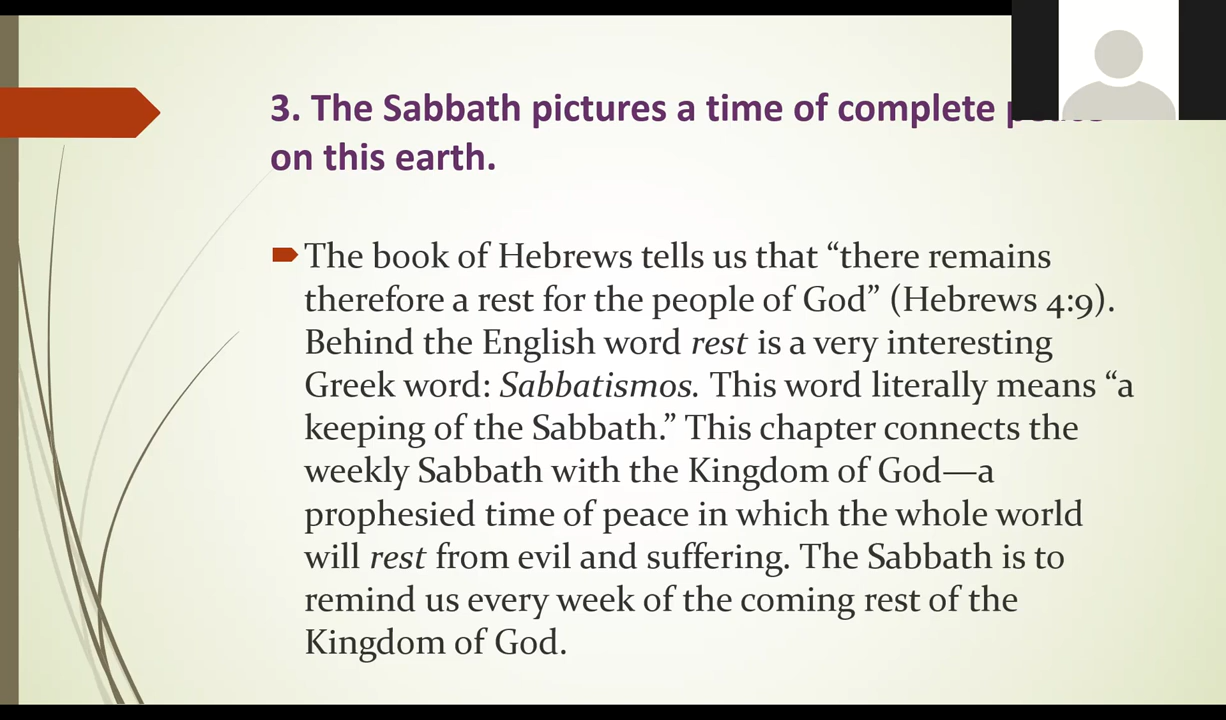 3. The Sabbath pictures a time of complete
on this earth.
The book of Hebrews tells us that “there remains
therefore a rest for the people of God” (Hebrews 4:9).
Behind the English word rest is a very interesting
Greek word: Sabbatismos. This word literally means “a
keeping of the Sabbath.” This chapter connects the
weekly Sabbath with the Kingdom of God—a
prophesied time of peace in which the whole world
will rest from evil and suffering. The Sabbath is to
remind us every week of the coming rest of the
Kingdom of God.